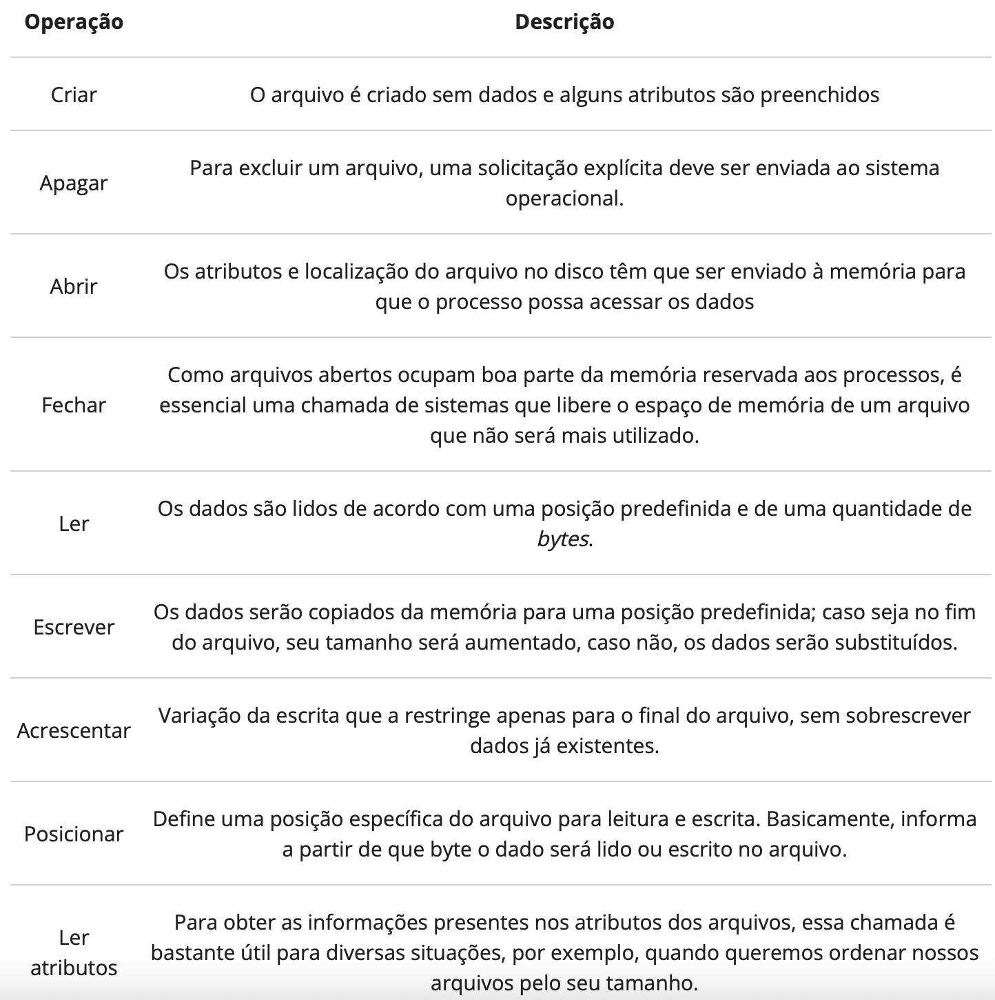 Operação
Descrição
Criar
O arquivo é criado sem dados e alguns atributos são preenchidos
Apagar
Para excluir um arquivo, uma solicitação explícita deve ser enviada ao sistema
operacional.
Abrir
Os atributos e localização do arquivo no disco têm que ser enviado à memória para
que o processo possa acessar os dados
Fechar
Como arquivos abertos ocupam boa parte da memória reservada aos processos, é
essencial uma chamada de sistemas que libere o espaço de memória de um arquivo
que não será mais utilizado.
Ler
Os dados são lidos de acordo com uma posição predefinida e de uma quantidade de
bytes.
Escrever
Os dados serão copiados da memória para uma posição predefinida; caso seja no fim
do arquivo, seu tamanho será aumentado, caso não, os dados serão substituídos.
Acrescentar
Variação da escrita que a restringe apenas para o final do arquivo, sem sobrescrever
dados já existentes.
Posicionar
Define uma posição específica do arquivo para leitura e escrita. Basicamente, informa
a partir de que byte o dado será lido ou escrito no arquivo.
Ler
atributos
Para obter as informações presentes nos atributos dos arquivos, essa chamada é
bastante útil para diversas situações, por exemplo, quando queremos ordenar nossos
arquivos pelo seu tamanho.